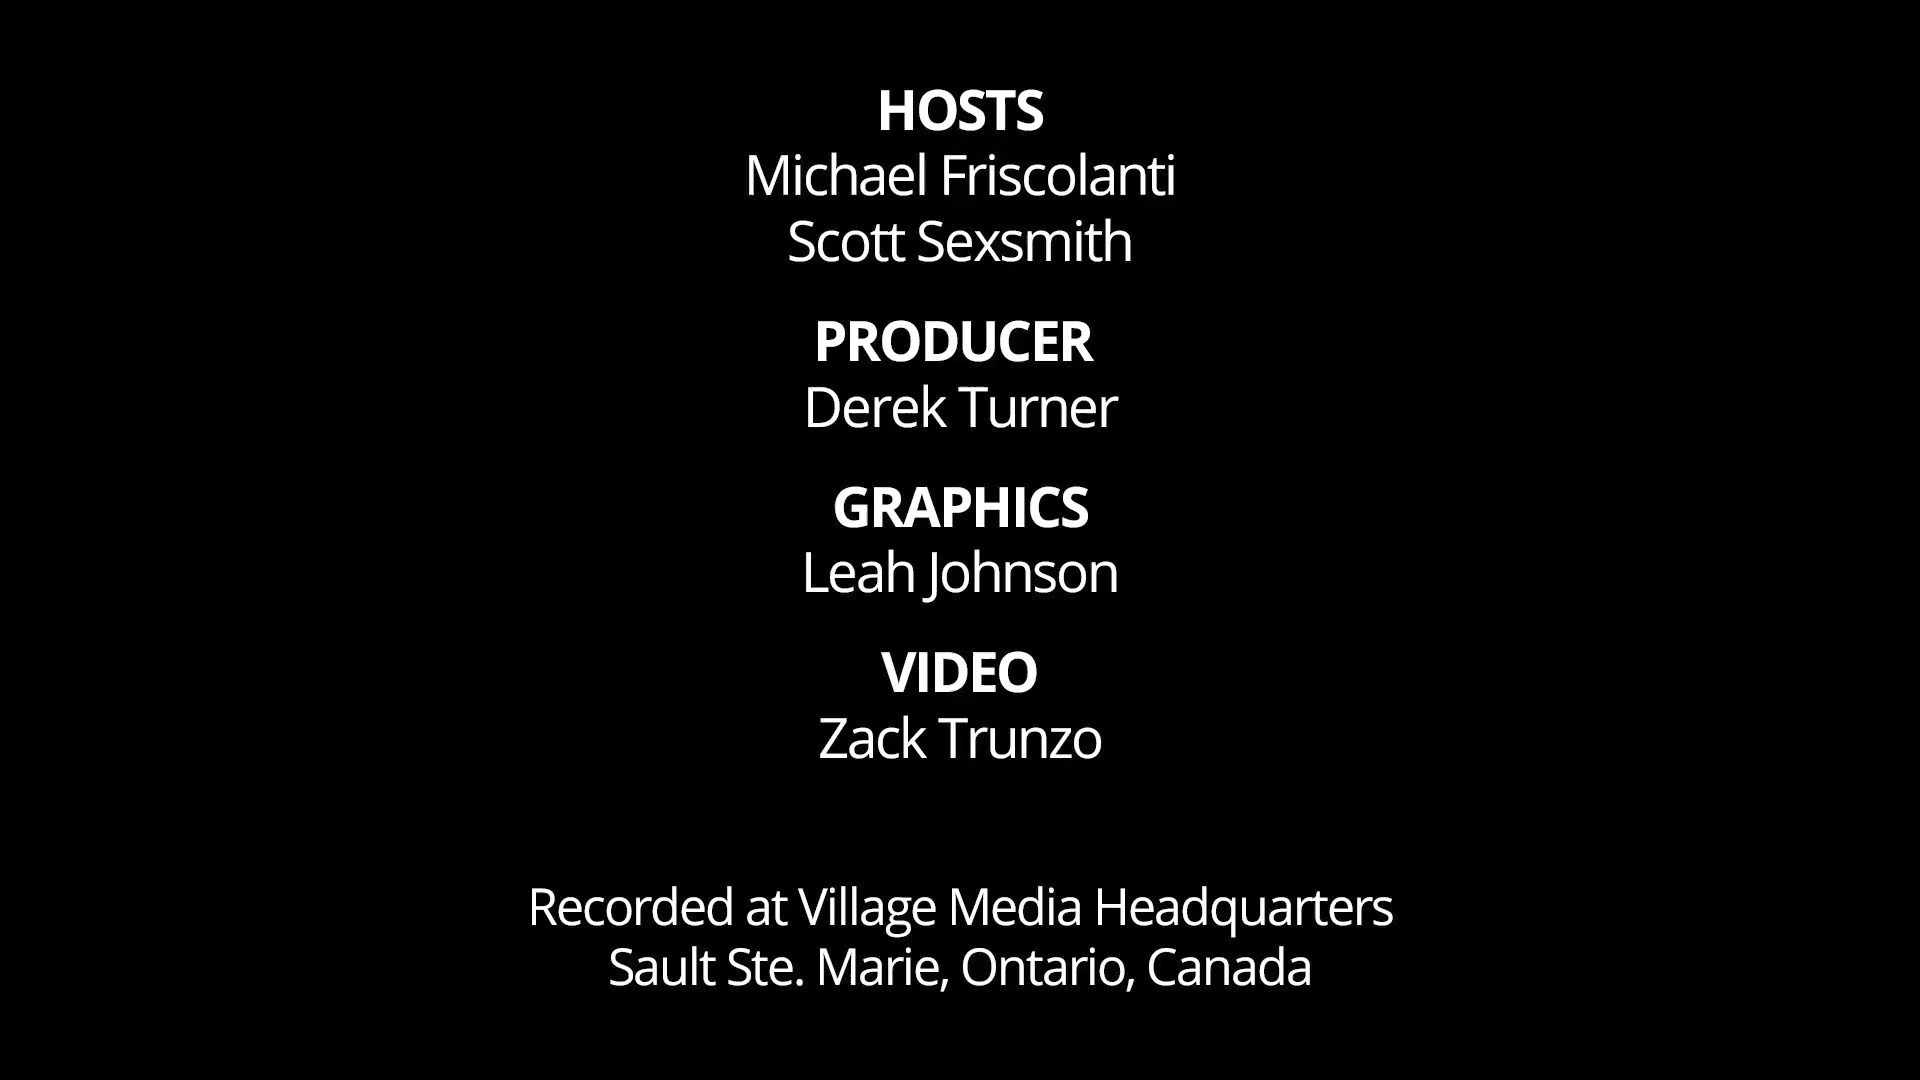 HOSTS
Michael Friscolanti
Scott Sexsmith
PRODUCER
Derek Turner
GRAPHICS
Leah Johnson
VIDEO
Zack Trunzo
Recorded at Village Media Headquarters
Sault Ste. Marie, Ontario, Canada